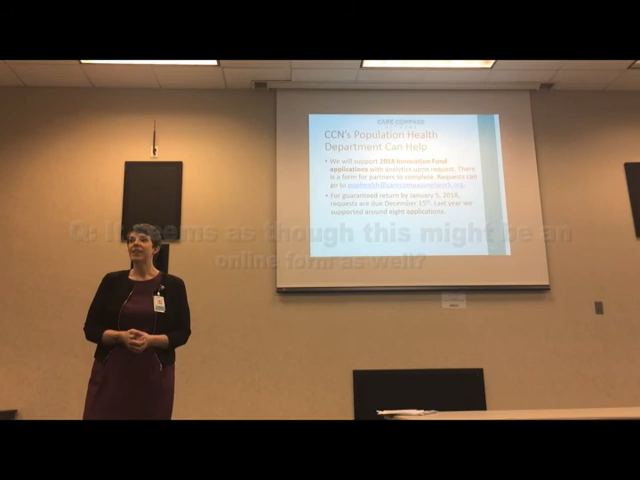 CARE COMPASS
CCN's Population Health
Department Can Help
• We will support 2018 Innovation Fund
applications with analytics upon request. There
is a form for partners to complete. Requests can
go to
• For guaranteed return by January 5, 2018,
requests are due December 15th. Last year we
supported around eight applications.
Q: It seems as though this might be an
online form as well?